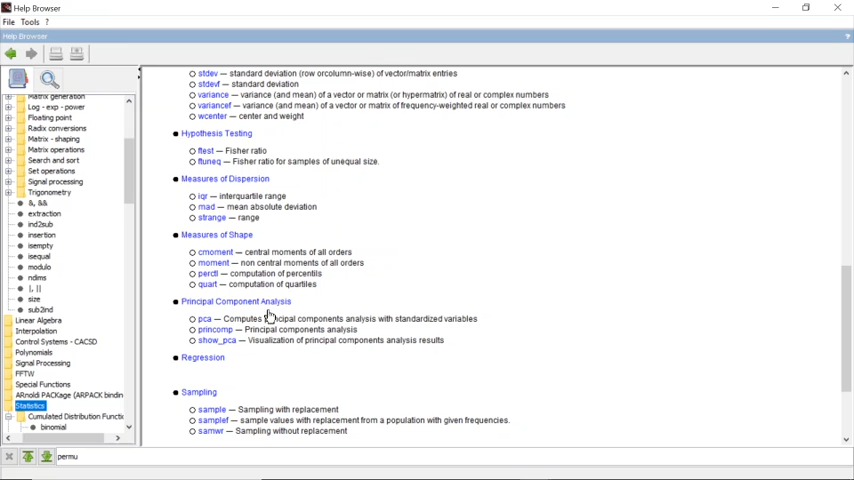 Help Browser
File Tools ?
Help Browser
?
Matrix generation
Log - exp - power
Floating point
Radix conversions
Matrix - shaping
Matrix operations
Search and sort
Set operations
Signal processing
Trigonometry
&, &&
extraction
ind2sub
insertion
isempty
isequal
modulo
ndims
|, ||
size
sub2ind
Linear Algebra
Interpolation
Control Systems - CACSD
Polynomials
Signal Processing
FFTW
Special Functions
ARnoldi PACKage (ARPACK bindin
Statistics
Cumulated Distribution Functio
binomial
stdev — standard deviation (row orcolumn-wise) of vector/matrix entries
stdevf — standard deviation
variance — variance (and mean) of a vector or matrix (or hypermatrix) of real or complex numbers
variancef — variance (and mean) of a vector or matrix of frequency-weighted real or complex numbers
wcenter — center and weight
Hypothesis Testing
ftest — Fisher ratio
ftuneq — Fisher ratio for samples of unequal size.
Measures of Dispersion
iqr — interquartile range
mad — mean absolute deviation
strange — range
Measures of Shape
cmoment — central moments of all orders
moment — non central moments of all orders
perctl — computation of percentils
quart — computation of quartiles
Principal Component Analysis
pca — Computes principal components analysis with standardized variables
princomp — Principal components analysis
show_pca — Visualization of principal components analysis results
Regression
Sampling
sample — Sampling with replacement
samplef — sample values with replacement from a population with given frequencies.
samwr — Sampling without replacement
permu